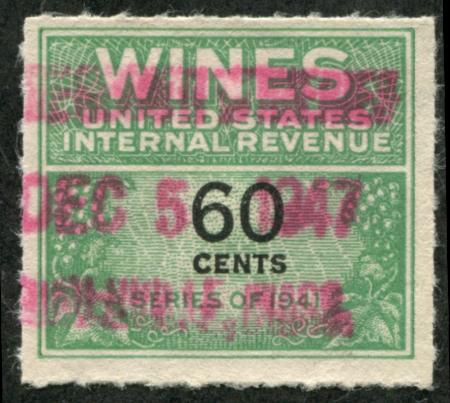 WINES
UNITED STATES
INTERNAL REVENUE
DEC 5 1947
60
CENTS
SERIES OF 1941